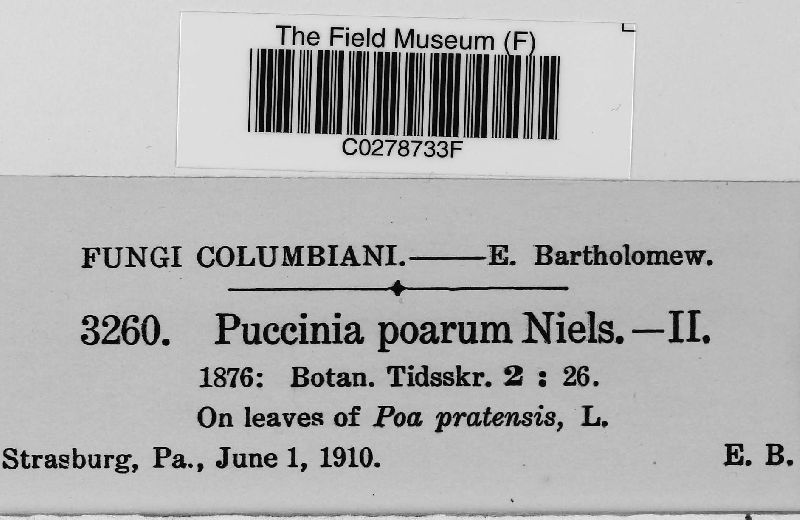 The Field Museum (F)
C0278733F
FUNGI COLUMBIANI.——E. Bartholomew.
3260. Puccinia poarum Niels.—II.
1876: Botan. Tidsskr. 2 : 26.
On leaves of Poa pratensis, L.
Strasburg, Pa., June 1, 1910. E. B.